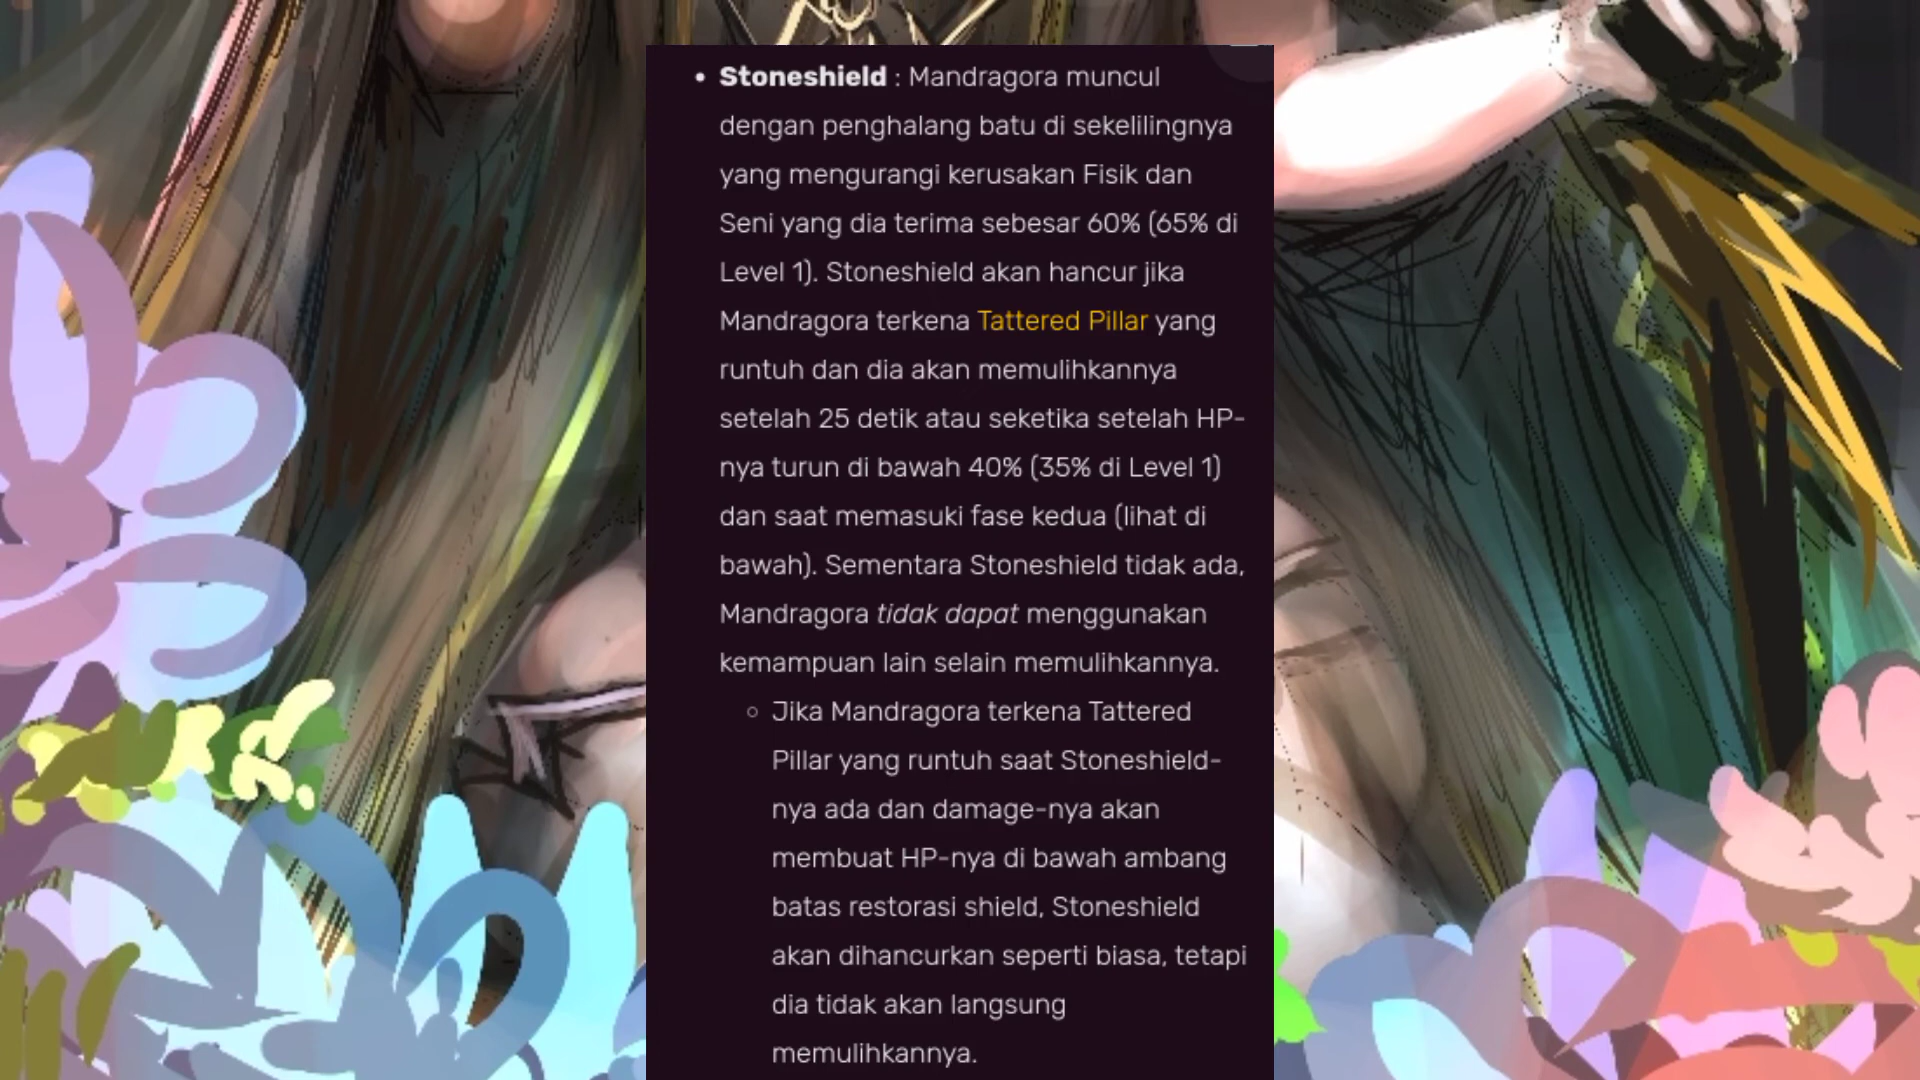 • Stoneshield : Mandragora muncul
dengan penghalang batu di sekelilingnya
yang mengurangi kerusakan Fisik dan
Seni yang dia terima sebesar 60% (65% di
Level 1). Stoneshield akan hancur jika
Mandragora terkena Tattered Pillar yang
runtuh dan dia akan memulihkannya
setelah 25 detik atau seketika setelah HP-
nya turun di bawah 40% (35% di Level 1)
dan saat memasuki fase kedua (lihat di
bawah). Sementara Stoneshield tidak ada,
Mandragora tidak dapat menggunakan
kemampuan lain selain memulihkannya.
○ Jika Mandragora terkena Tattered
Pillar yang runtuh saat Stoneshield-
nya ada dan damage-nya akan
membuat HP-nya di bawah ambang
batas restorasi shield, Stoneshield
akan dihancurkan seperti biasa, tetapi
dia tidak akan langsung
memulihkannya.